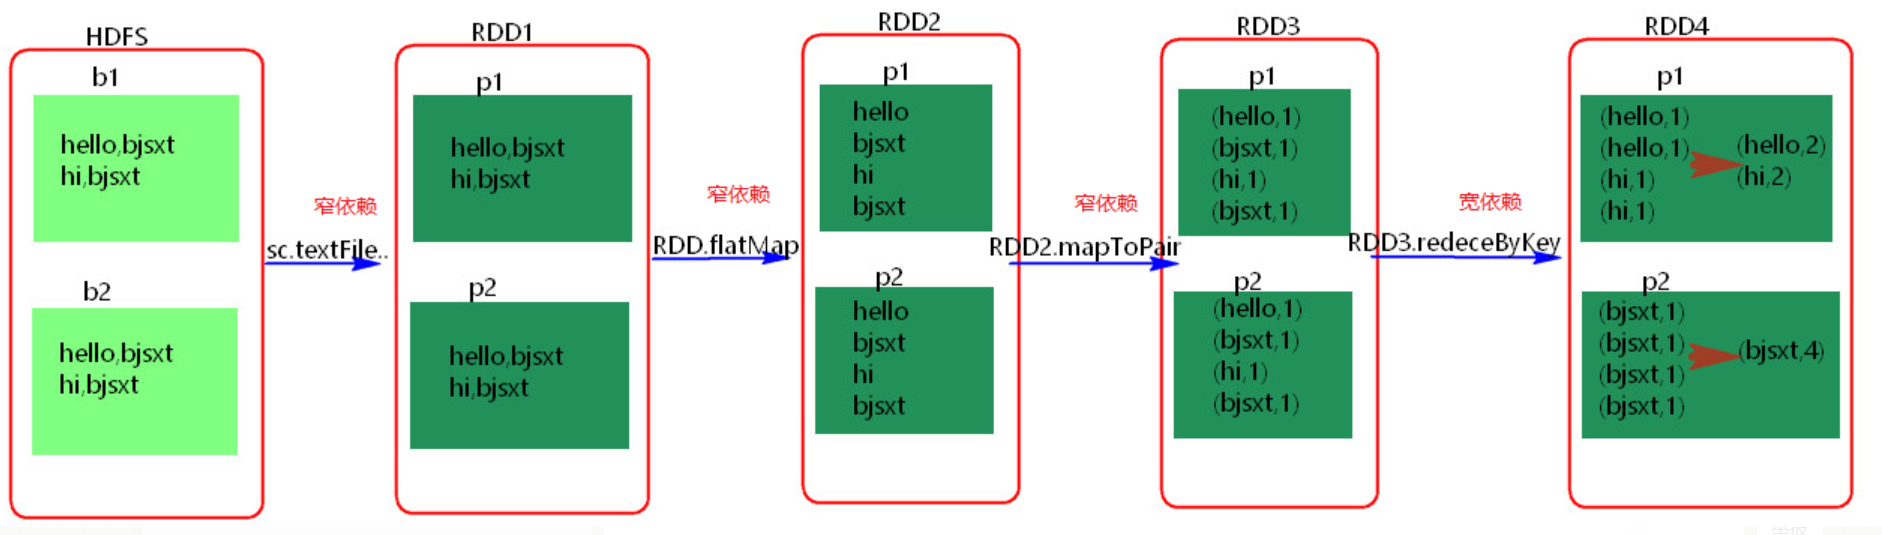 HDFS
b1
hello,bjsxt
hi,bjsxt
b2
hello,bjsxt
hi,bjsxt
窄依赖
sc.textFile..
RDD1
p1
hello,bjsxt
hi,bjsxt
p2
hello,bjsxt
hi,bjsxt
窄依赖
RDD.flatMap
RDD2
p1
hello
bjsxt
hi
bjsxt
p2
hello
bjsxt
hi
bjsxt
窄依赖
RDD2.mapToPair
RDD3
p1
(hello,1)
(bjsxt,1)
(hi,1)
(bjsxt,1)
p2
(hello,1)
(bjsxt,1)
(hi,1)
(bjsxt,1)
宽依赖
RDD3.redeceByKey
RDD4
p1
(hello,1)
(hello,1)
(hi,1)
(hi,1)
(hello,2)
(hi,2)
p2
(bjsxt,1)
(bjsxt,1)
(bjsxt,1)
(bjsxt,1)
(bjsxt,4)